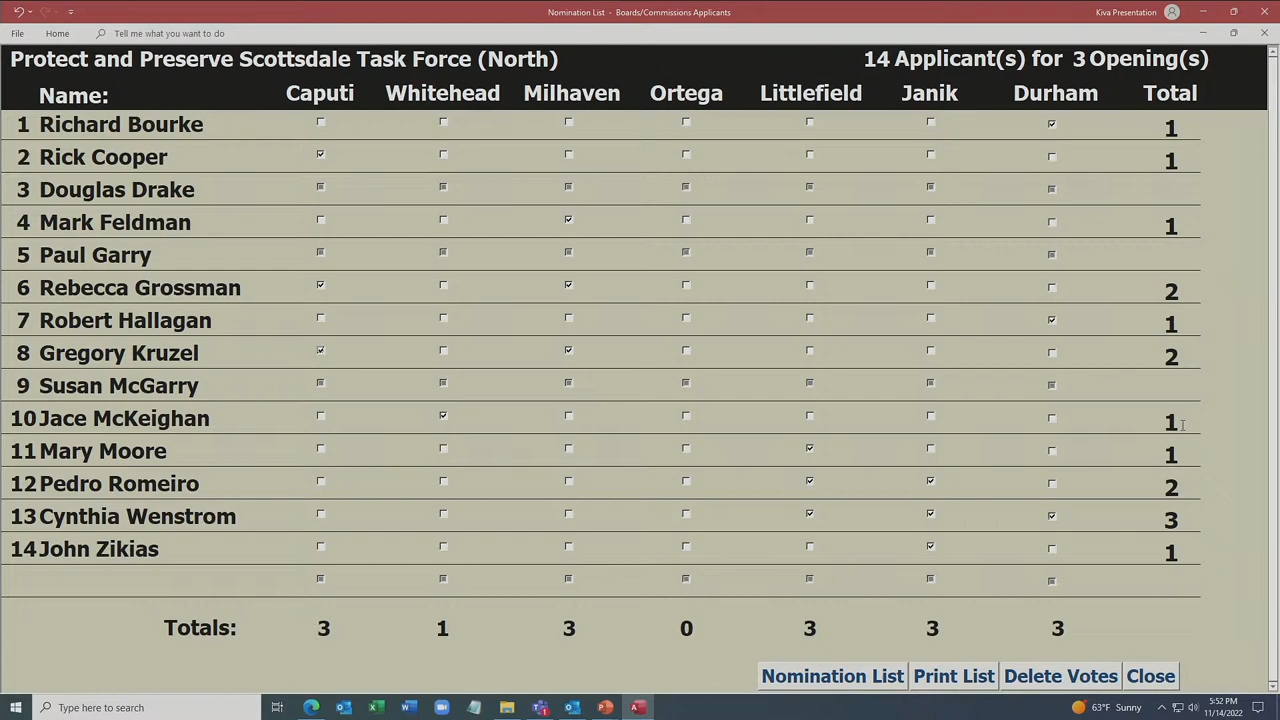 Nomination List - Boards/Commissions Applicants
Kiva Presentation
File Home Tell me what you want to do
Protect and Preserve Scottsdale Task Force (North) 14 Applicant(s) for 3 Opening(s)
Name: Caputi Whitehead Milhaven Ortega Littlefield Janik Durham Total
1 Richard Bourke 1
2 Rick Cooper 1
3 Douglas Drake
4 Mark Feldman 1
5 Paul Garry
6 Rebecca Grossman 2
7 Robert Hallagan 1
8 Gregory Kruzel 2
9 Susan McGarry
10 Jace McKeighan 1
11 Mary Moore 1
12 Pedro Romeiro 2
13 Cynthia Wenstrom 3
14 John Zikias 1
Totals: 3 1 3 0 3 3 3
Nomination List Print List Delete Votes Close
Type here to search
63°F Sunny
5:52 PM
11/14/2022